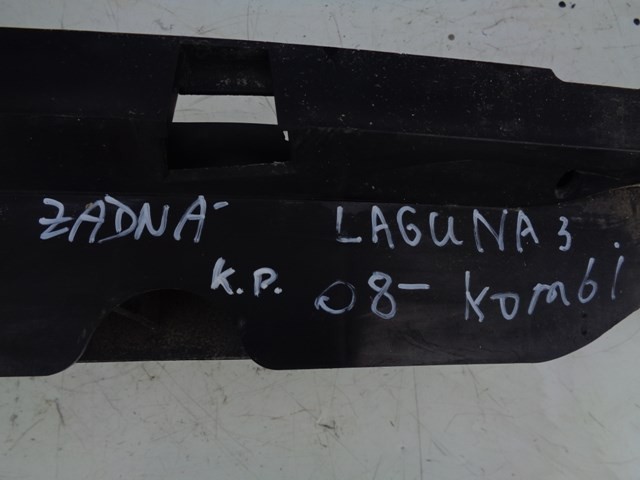 ZADNÁ LAGUNA 3
K.P. 08- kombi